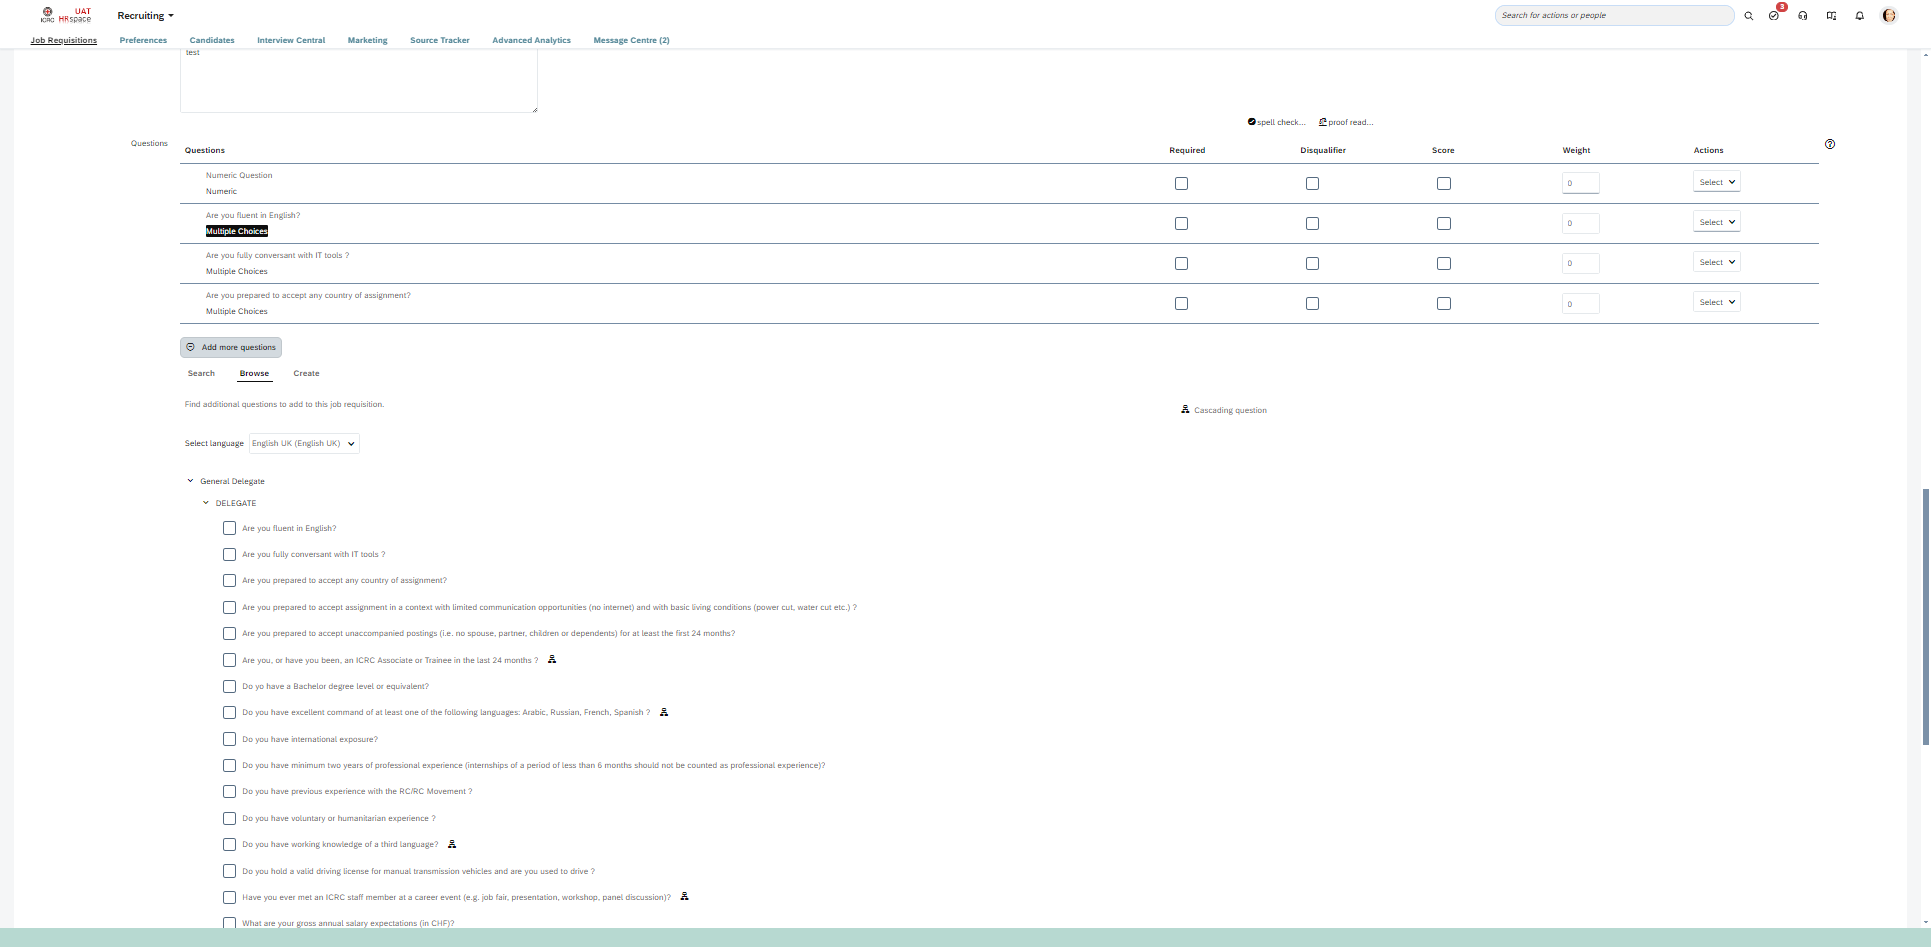 ICRC
UAT
HRspace
Recruiting
Search for actions or people
3
Job Requisitions
Preferences
Candidates
Interview Central
Marketing
Source Tracker
Advanced Analytics
Message Centre (2)
test
spell check...
proof read...
Questions
Questions
Required
Disqualifier
Score
Weight
Actions
Numeric Question
Numeric
0
Select
Are you fluent in English?
Multiple Choices
0
Select
Are you fully conversant with IT tools ?
Multiple Choices
0
Select
Are you prepared to accept any country of assignment?
Multiple Choices
0
Select
Add more questions
Search
Browse
Create
Find additional questions to add to this job requisition.
Cascading question
Select language
English UK (English UK)
General Delegate
DELEGATE
Are you fluent in English?
Are you fully conversant with IT tools ?
Are you prepared to accept any country of assignment?
Are you prepared to accept assignment in a context with limited communication opportunities (no internet) and with basic living conditions (power cut, water cut etc.) ?
Are you prepared to accept unaccompanied postings (i.e. no spouse, partner, children or dependents) for at least the first 24 months?
Are you, or have you been, an ICRC Associate or Trainee in the last 24 months ?
Do yo have a Bachelor degree level or equivalent?
Do you have excellent command of at least one of the following languages: Arabic, Russian, French, Spanish ?
Do you have international exposure?
Do you have minimum two years of professional experience (internships of a period of less than 6 months should not be counted as professional experience)?
Do you have previous experience with the RC/RC Movement ?
Do you have voluntary or humanitarian experience ?
Do you have working knowledge of a third language?
Do you hold a valid driving license for manual transmission vehicles and are you used to drive ?
Have you ever met an ICRC staff member at a career event (e.g. job fair, presentation, workshop, panel discussion)?
What are your gross annual salary expectations (in CHF)?